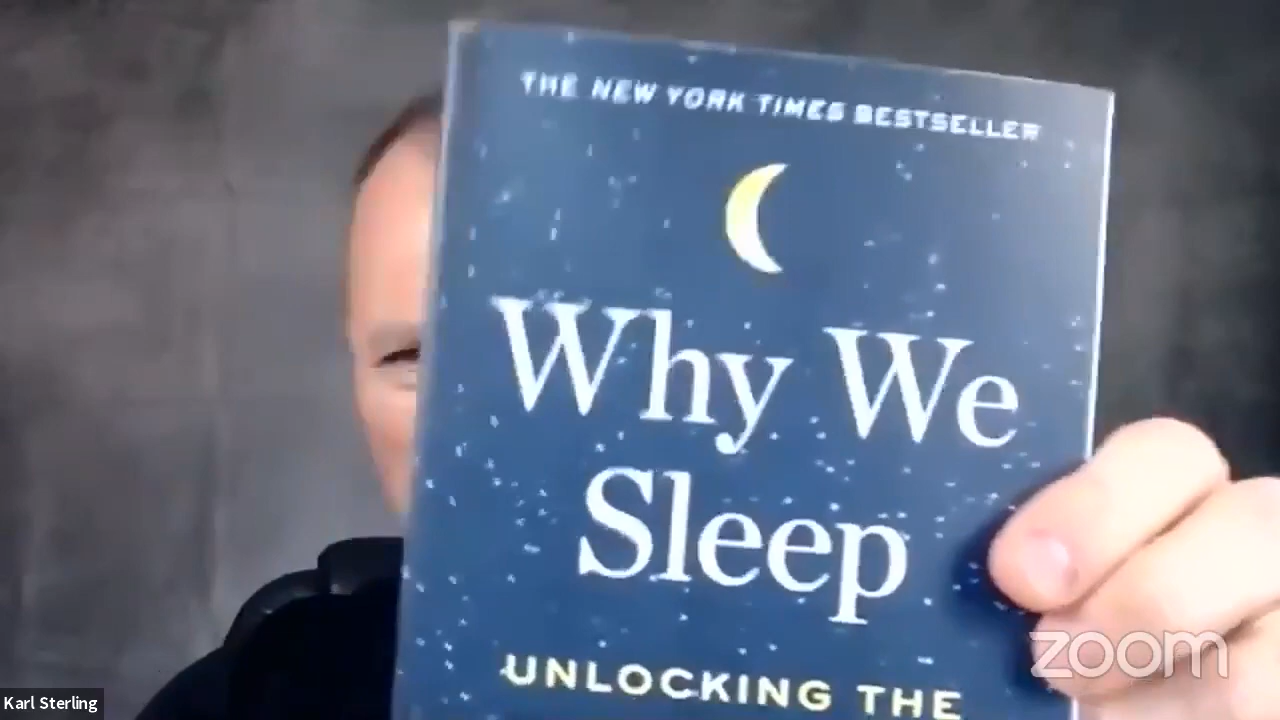 THE NEW YORK TIMES BESTSELLER
Why We
Sleep
UNLOCKING THE
zoom
Karl Sterling